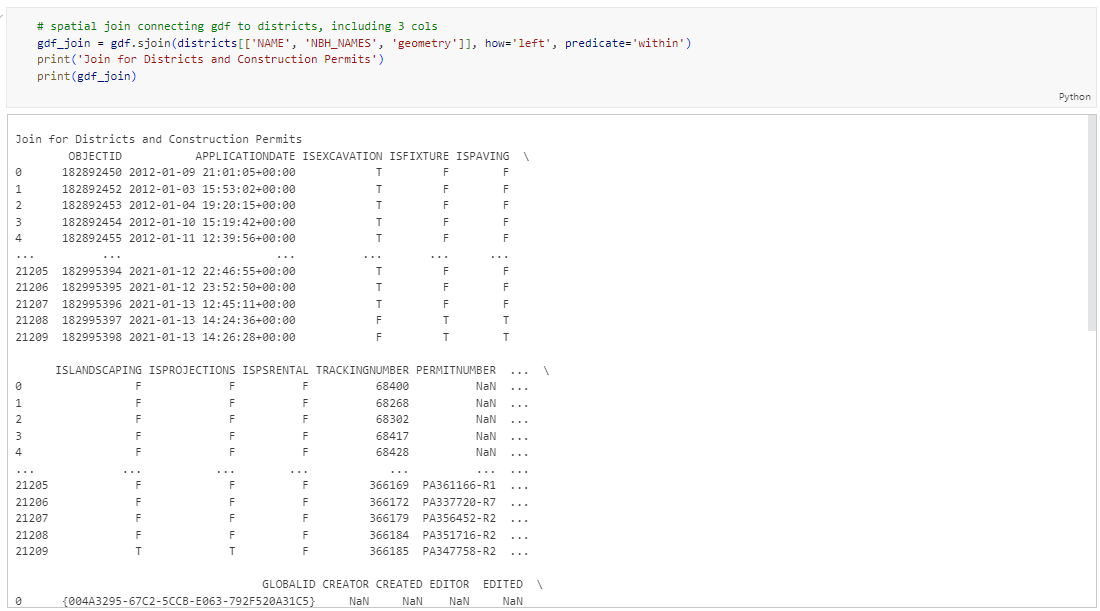 # spatial join connecting gdf to districts, including 3 cols
gdf_join = gdf.sjoin(districts[['NAME', 'NBH_NAMES', 'geometry']], how='left', predicate='within')
print('Join for Districts and Construction Permits')
print(gdf_join)
Python
Join for Districts and Construction Permits
OBJECTID APPLICATIONDATE ISEXCAVATION ISFIXTURE ISPAVING \
0 182892450 2012-01-09 21:01:05+00:00 T F F
1 182892452 2012-01-03 15:53:02+00:00 T F F
2 182892453 2012-01-04 19:20:15+00:00 T F F
3 182892454 2012-01-10 15:19:42+00:00 T F F
4 182892455 2012-01-11 12:39:56+00:00 T F F
... ... ... ... ... ...
21205 182995394 2021-01-12 22:46:55+00:00 T F F
21206 182995395 2021-01-12 23:52:50+00:00 T F F
21207 182995396 2021-01-13 12:45:11+00:00 T F F
21208 182995397 2021-01-13 14:24:36+00:00 F T T
21209 182995398 2021-01-13 14:26:28+00:00 F T T
ISLANDSCAPING ISPROJECTIONS ISPSRENTAL TRACKINGNUMBER PERMITNUMBER ... \
0 F F F 68400 NaN ...
1 F F F 68268 NaN ...
2 F F F 68302 NaN ...
3 F F F 68417 NaN ...
4 F F F 68428 NaN ...
... ... ... ... ... ... ...
21205 F F F 366169 PA361166-R1 ...
21206 F F F 366172 PA337720-R7 ...
21207 F F F 366179 PA356452-R2 ...
21208 F F F 366184 PA351716-R2 ...
21209 T T F 366185 PA347758-R2 ...
GLOBALID CREATOR CREATED EDITOR EDITED \
0 {004A3295-67C2-5CCB-E063-792F520A31C5} NaN NaN NaN NaN